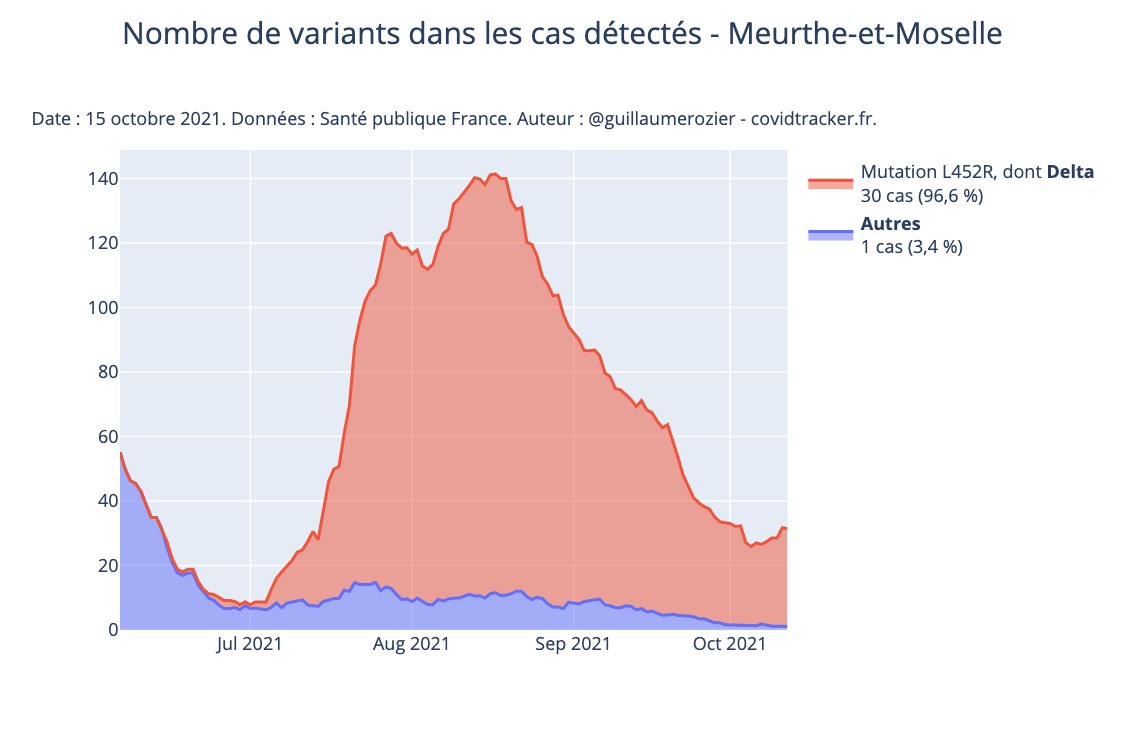 Nombre de variants dans les cas détectés - Meurthe-et-Moselle
Date : 15 octobre 2021. Données : Santé publique France. Auteur : @guillaumerozier - covidtracker.fr.
Mutation L452R, dont Delta
30 cas (96,6 %)
Autres
1 cas (3,4 %)
140
120
100
80
60
40
20
0
Jul 2021
Aug 2021
Sep 2021
Oct 2021